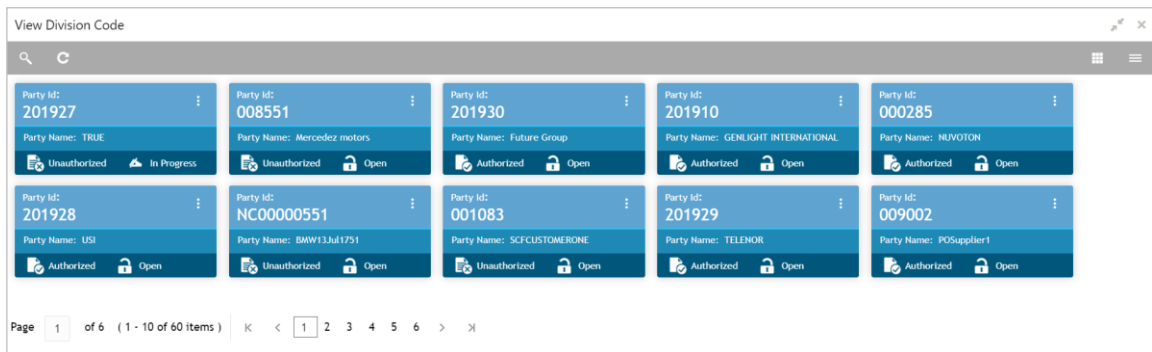 View Division Code
Party Id: Party Id: Party Id: Party Id: Party Id:
201927 008551 201930 201910 000285
Party Name: TRUE Party Name: Mercedez motors Party Name: Future Group Party Name: GENLIGHT INTERNATIONAL Party Name: NUVOTON
Unauthorized In Progress Unauthorized Open Authorized Open Authorized Open Authorized Open
Party Id: Party Id: Party Id: Party Id: Party Id:
201928 NC00000551 001083 201929 009002
Party Name: USI Party Name: BMW13Jul1751 Party Name: SCFCUSTOMERONE Party Name: TELENOR Party Name: POSupplier1
Authorized Open Unauthorized Open Unauthorized Open Authorized Open Authorized Open
Page 1 of 6 ( 1 - 10 of 60 items ) 1 2 3 4 5 6